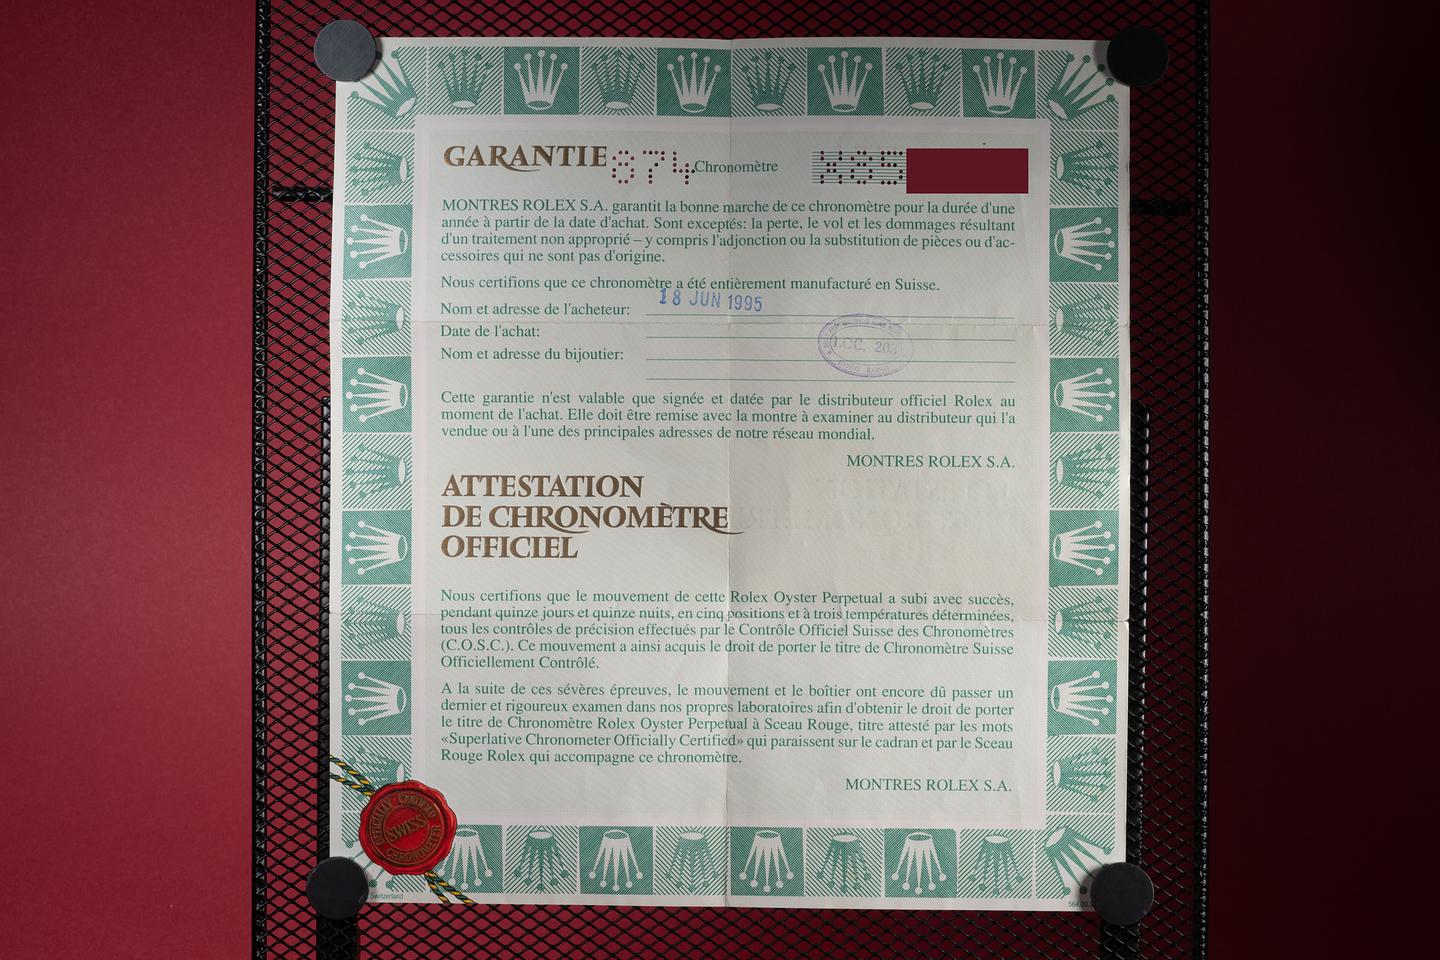 GARANTIE 874 Chronomètre X85
MONTRES ROLEX S.A. garantit la bonne marche de ce chronomètre pour la durée d'une
année à partir de la date d'achat. Sont exceptés: la perte, le vol et les dommages résultant
d'un traitement non approprié – y compris l'adjonction ou la substitution de pièces ou d'ac-
cessoires qui ne sont pas d'origine.
Nous certifions que ce chronomètre a été entièrement manufacturé en Suisse.
18 JUN 1995
Nom et adresse de l'acheteur:
Date de l'achat:
Nom et adresse du bijoutier:
I.C.C. 203
HONG KONG
Cette garantie n'est valable que signée et datée par le distributeur officiel Rolex au
moment de l'achat. Elle doit être remise avec la montre à examiner au distributeur qui l'a
vendue ou à l'une des principales adresses de notre réseau mondial.
MONTRES ROLEX S.A.
ATTESTATION
DE CHRONOMÈTRE
OFFICIEL
Nous certifions que le mouvement de cette Rolex Oyster Perpetual a subi avec succès,
pendant quinze jours et quinze nuits, en cinq positions et à trois températures déterminées,
tous les contrôles de précision effectués par le Contrôle Officiel Suisse des Chronomètres
(C.O.S.C.). Ce mouvement a ainsi acquis le droit de porter le titre de Chronomètre Suisse
Officiellement Contrôlé.
A la suite de ces sévères épreuves, le mouvement et le boîtier ont encore dû passer un
dernier et rigoureux examen dans nos propres laboratoires afin d'obtenir le droit de porter
le titre de Chronomètre Rolex Oyster Perpetual à Sceau Rouge, titre attesté par les mots
«Superlative Chronometer Officially Certified» qui paraissent sur le cadran et par le Sceau
Rouge Rolex qui accompagne ce chronomètre.
MONTRES ROLEX S.A.
OFFICIALLY CERTIFIED
SWISS
CHRONOMETER
Switzerland
564.00